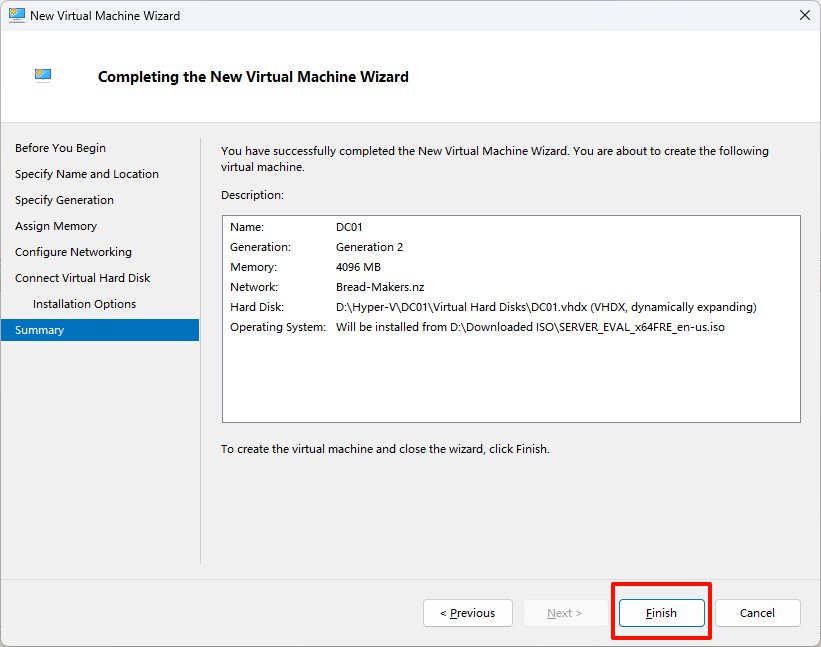 New Virtual Machine Wizard
Completing the New Virtual Machine Wizard
Before You Begin
Specify Name and Location
Specify Generation
Assign Memory
Configure Networking
Connect Virtual Hard Disk
Installation Options
Summary
You have successfully completed the New Virtual Machine Wizard. You are about to create the following
virtual machine.
Description:
Name: DC01
Generation: Generation 2
Memory: 4096 MB
Network: Bread-Makers.nz
Hard Disk: D:\Hyper-V\DC01\Virtual Hard Disks\DC01.vhdx (VHDX, dynamically expanding)
Operating System: Will be installed from D:\Downloaded ISO\SERVER_EVAL_x64FRE_en-us.iso
To create the virtual machine and close the wizard, click Finish.
< Previous Next > Finish Cancel